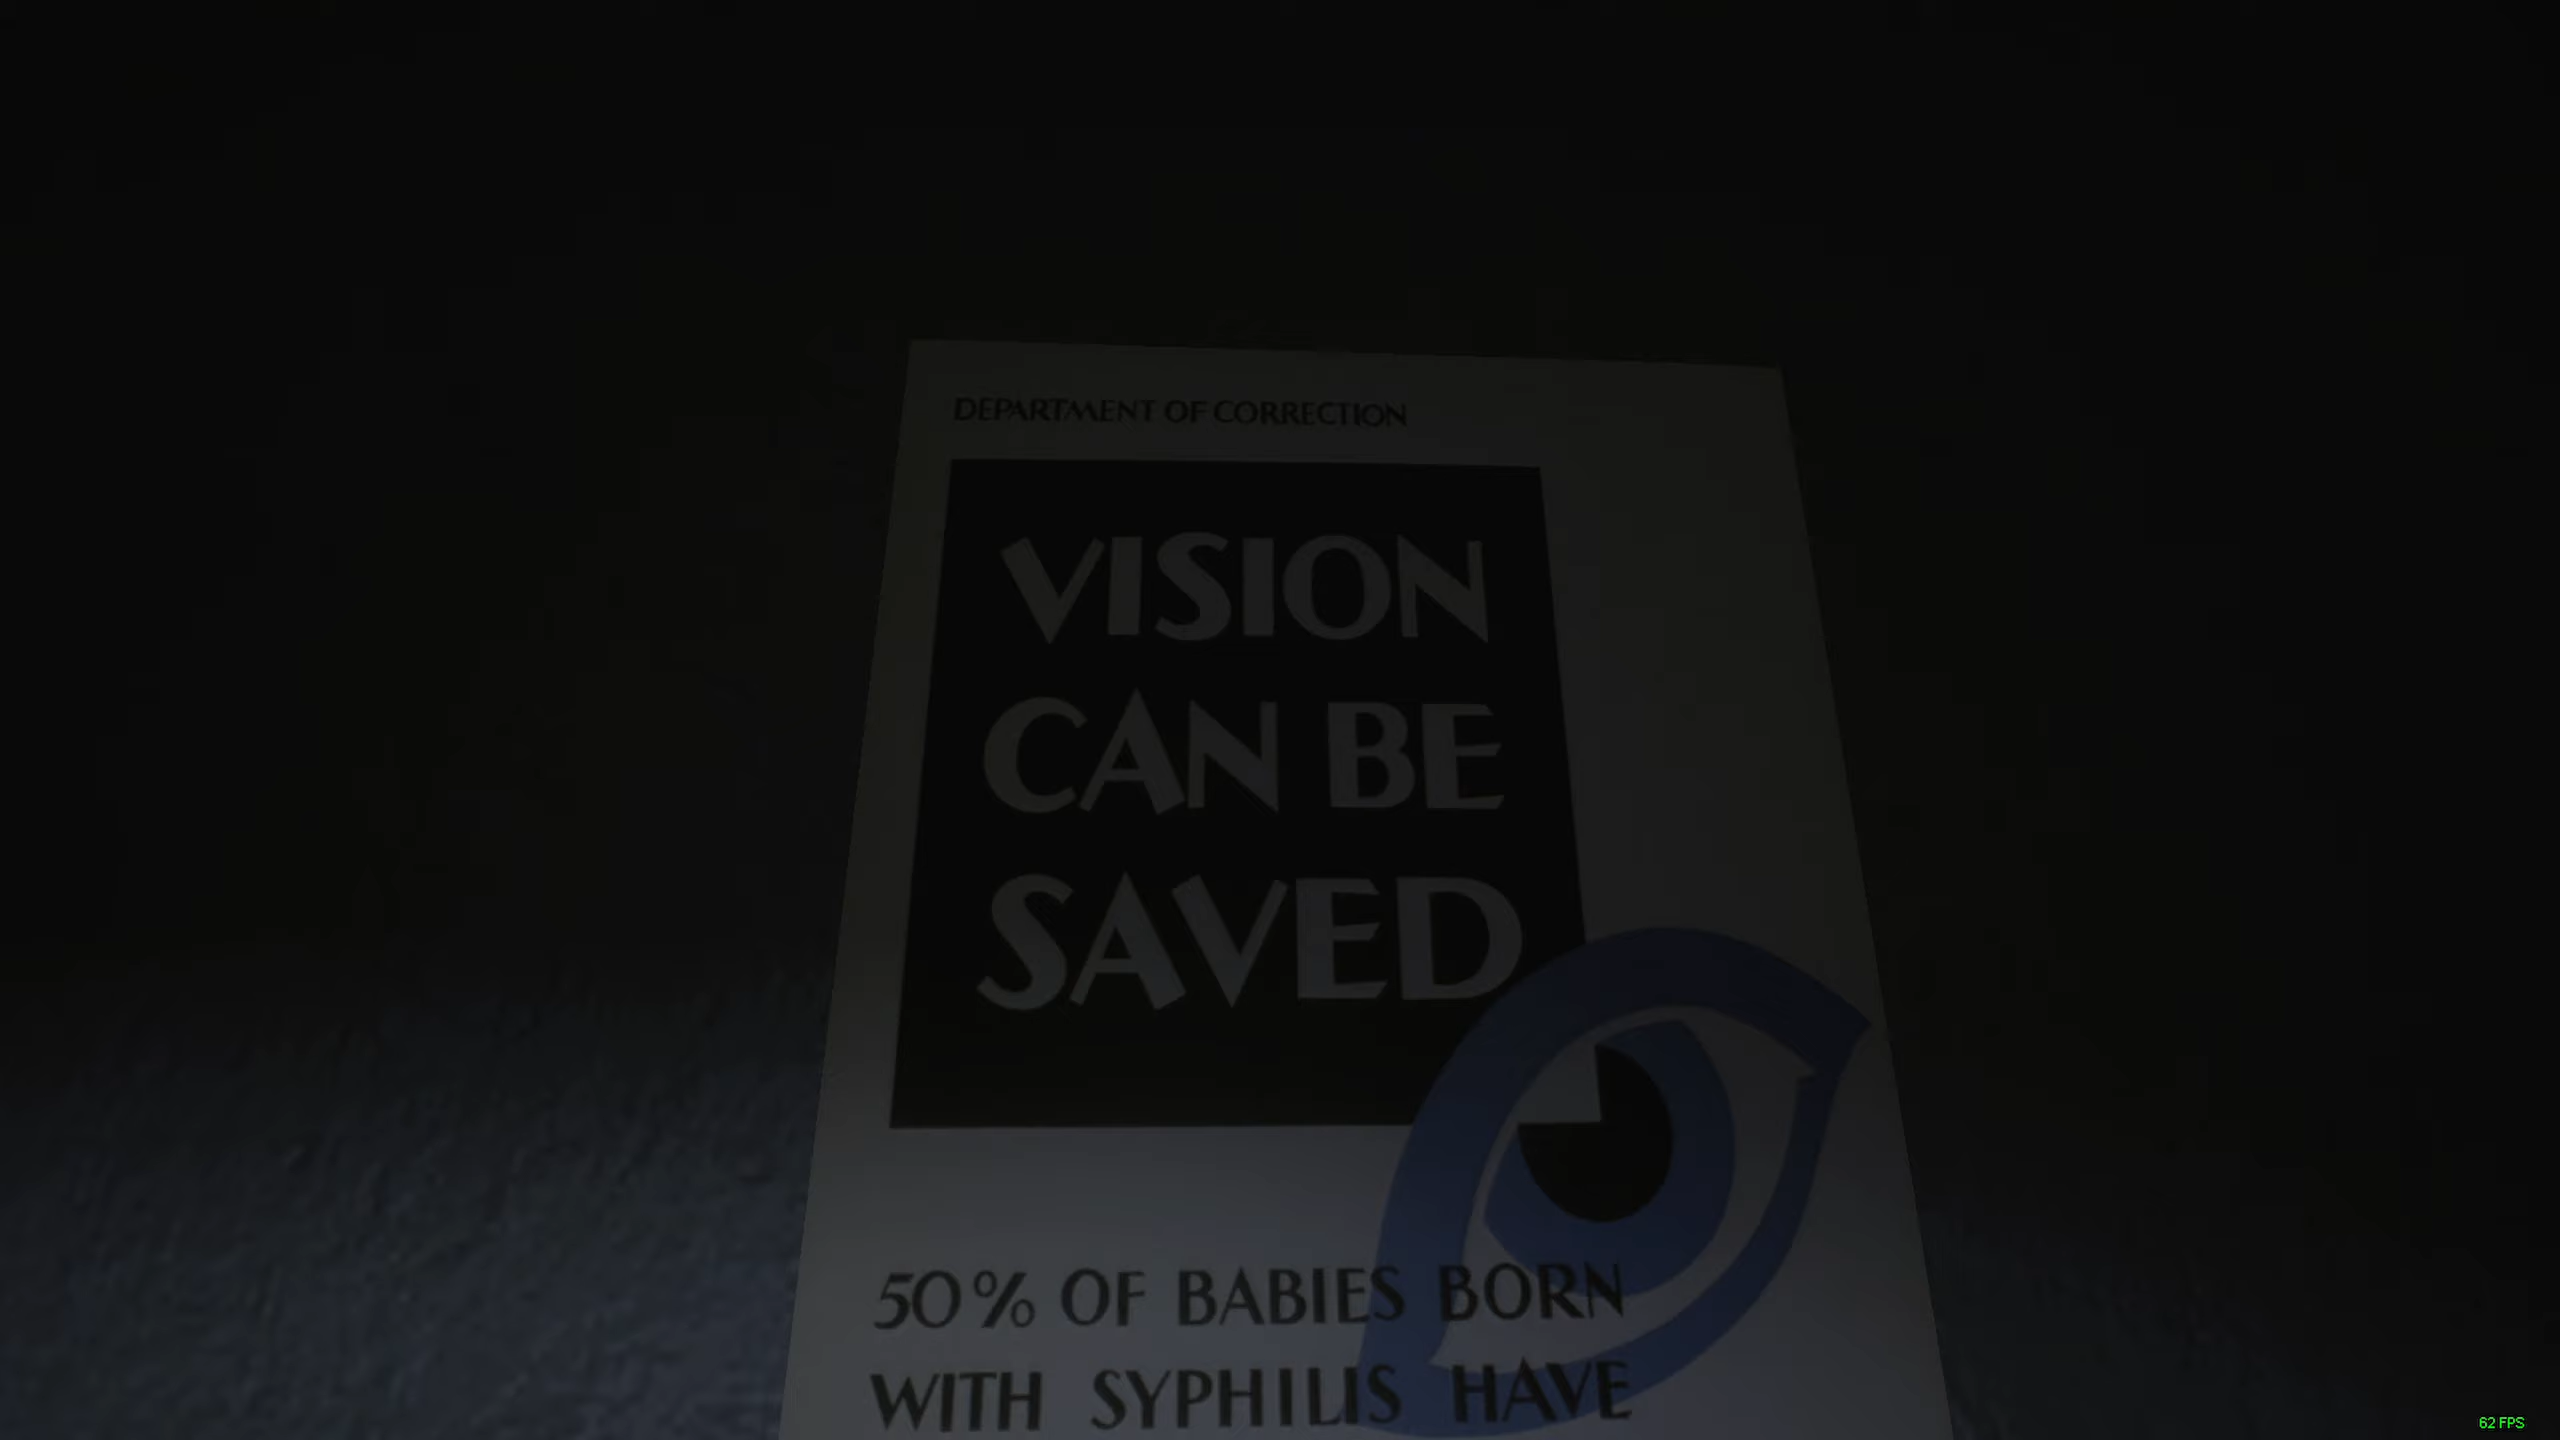 DEPARTMENT OF CORRECTION
VISION
CAN BE
SAVED
50% OF BABIES BORN
WITH SYPHILIS HAVE
62 FPS